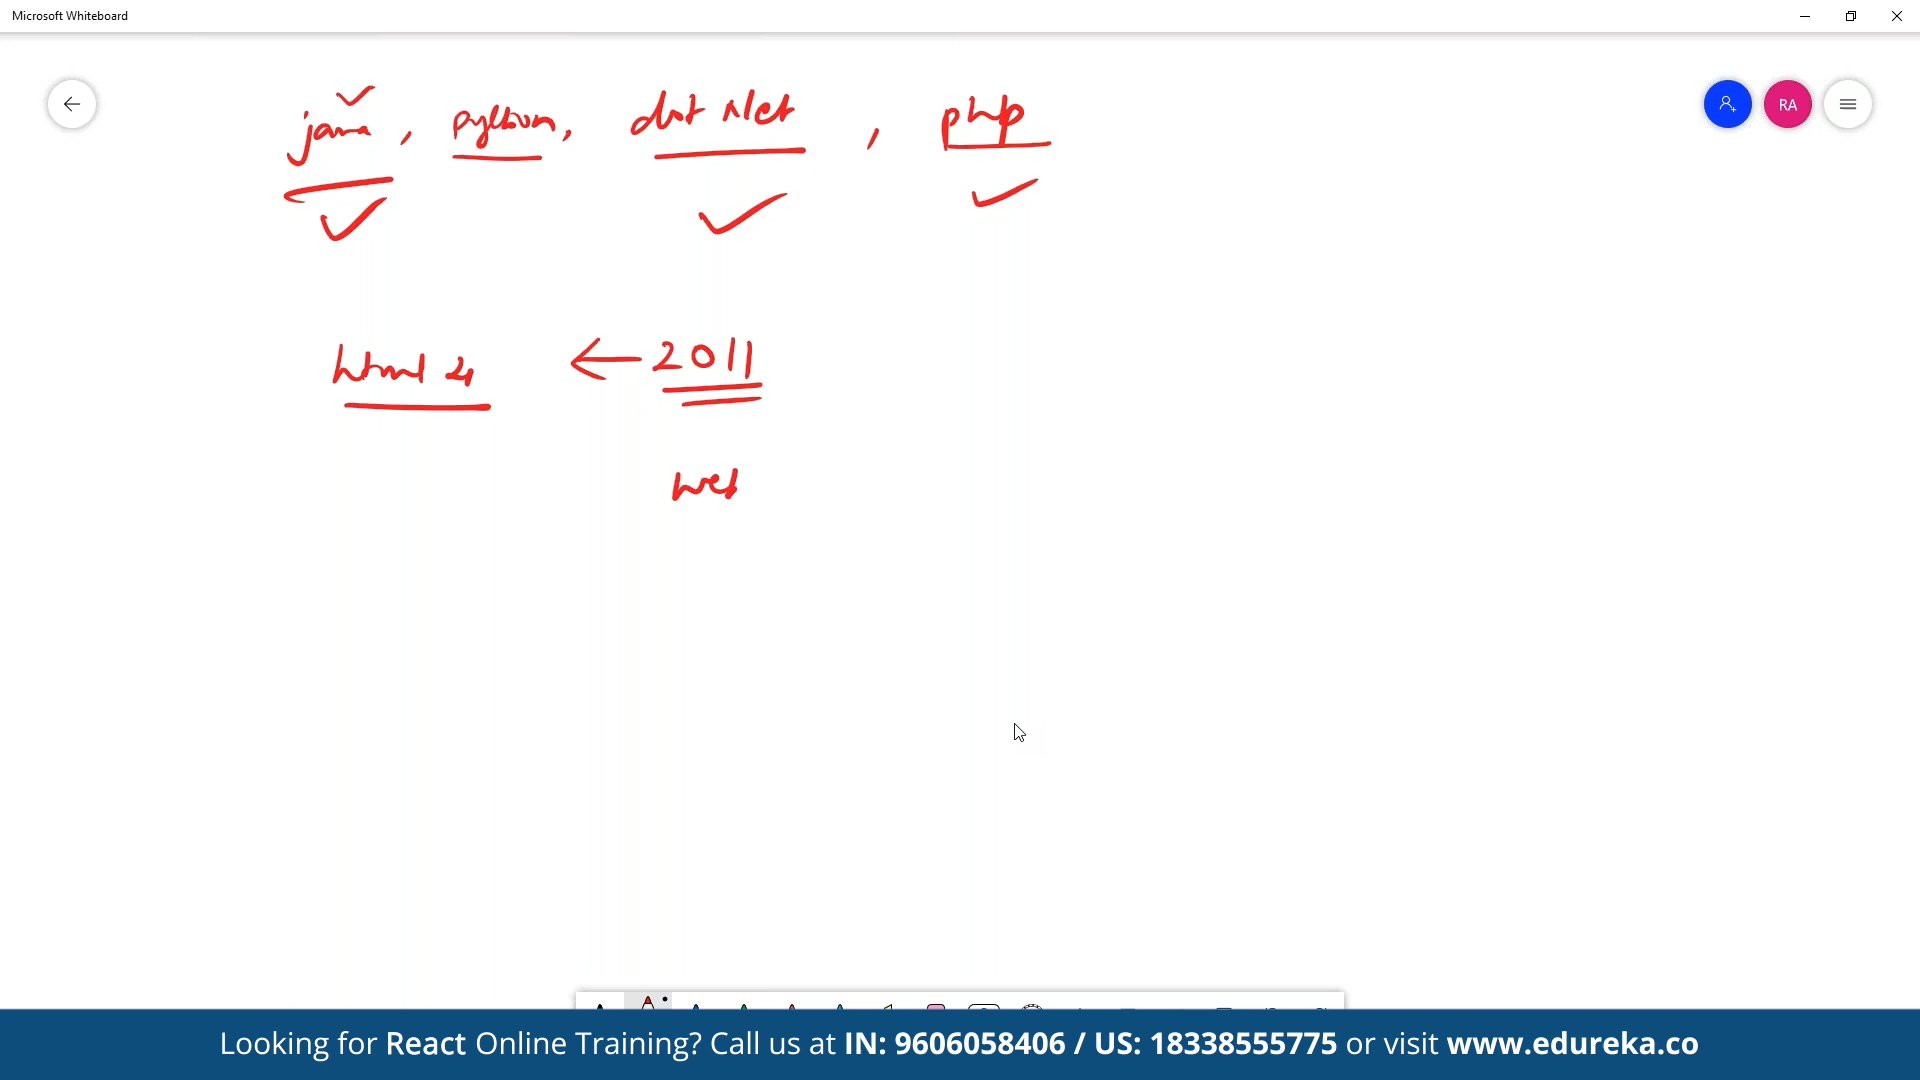 Microsoft Whiteboard
RA
java, python, dot Net, php
html 4 ← 2011
web
Looking for React Online Training? Call us at IN: 9606058406 / US: 18338555775 or visit www.edureka.co